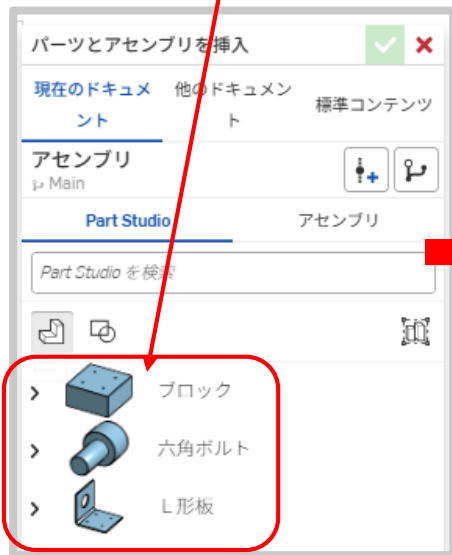 パーツとアセンブリを挿入
現在のドキュメ
ント
他のドキュメン
ト
標準コンテンツ
アセンブリ
Main
Part Studio
アセンブリ
Part Studio を検索
ブロック
六角ボルト
L形板